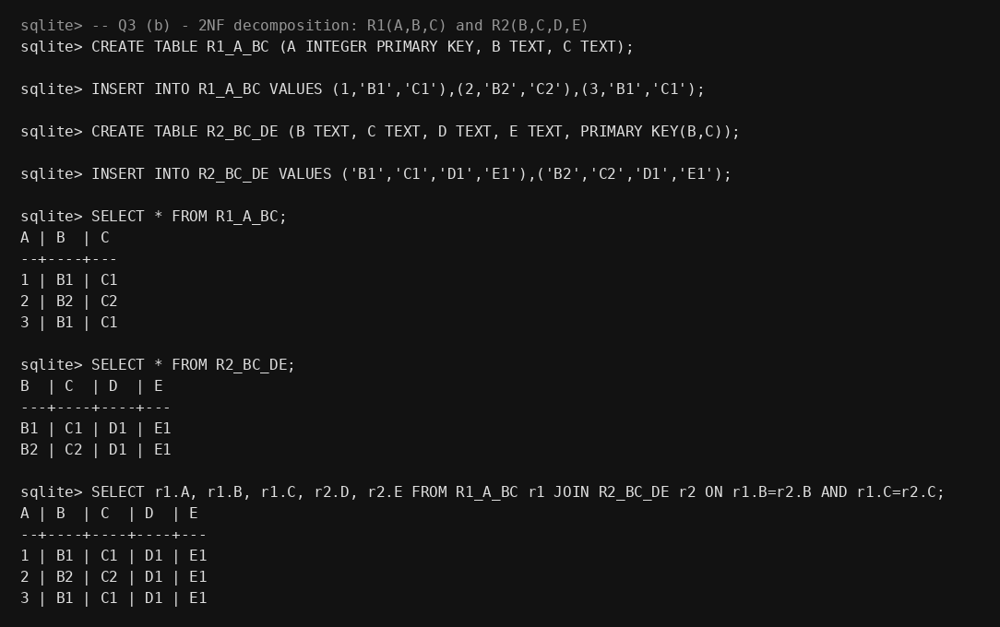 sqlite> -- Q3 (b) - 2NF decomposition: R1(A,B,C) and R2(B,C,D,E)
sqlite> CREATE TABLE R1_A_BC (A INTEGER PRIMARY KEY, B TEXT, C TEXT);
sqlite> INSERT INTO R1_A_BC VALUES (1,'B1','C1'),(2,'B2','C2'),(3,'B1','C1');
sqlite> CREATE TABLE R2_BC_DE (B TEXT, C TEXT, D TEXT, E TEXT, PRIMARY KEY(B,C));
sqlite> INSERT INTO R2_BC_DE VALUES ('B1','C1','D1','E1'),('B2','C2','D1','E1');
sqlite> SELECT * FROM R1_A_BC;
A | B  | C
--+----+---
1 | B1 | C1
2 | B2 | C2
3 | B1 | C1
sqlite> SELECT * FROM R2_BC_DE;
B  | C  | D  | E
---+----+----+---
B1 | C1 | D1 | E1
B2 | C2 | D1 | E1
sqlite> SELECT r1.A, r1.B, r1.C, r2.D, r2.E FROM R1_A_BC r1 JOIN R2_BC_DE r2 ON r1.B=r2.B AND r1.C=r2.C;
A | B  | C  | D  | E
--+----+----+----+---
1 | B1 | C1 | D1 | E1
2 | B2 | C2 | D1 | E1
3 | B1 | C1 | D1 | E1